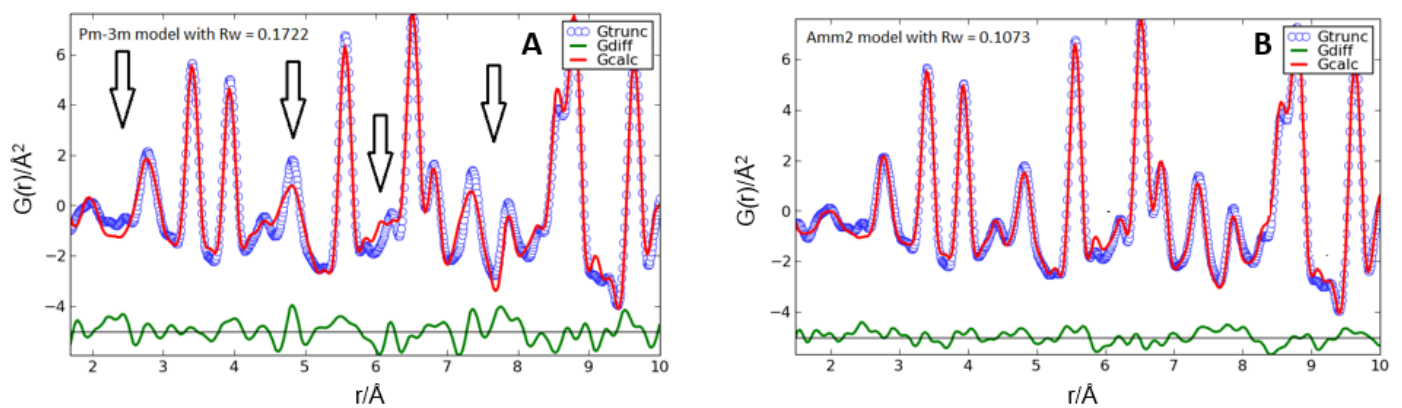 Pm-3m model with Rw = 0.1722
A
Gtrunc
Gdiff
Gcalc
G(r)/Å²
6
4
2
0
−2
−4
2 3 4 5 6 7 8 9 10
r/Å
Amm2 model with Rw = 0.1073
B
Gtrunc
Gdiff
Gcalc
G(r)/Å²
6
4
2
0
−2
−4
2 3 4 5 6 7 8 9 10
r/Å